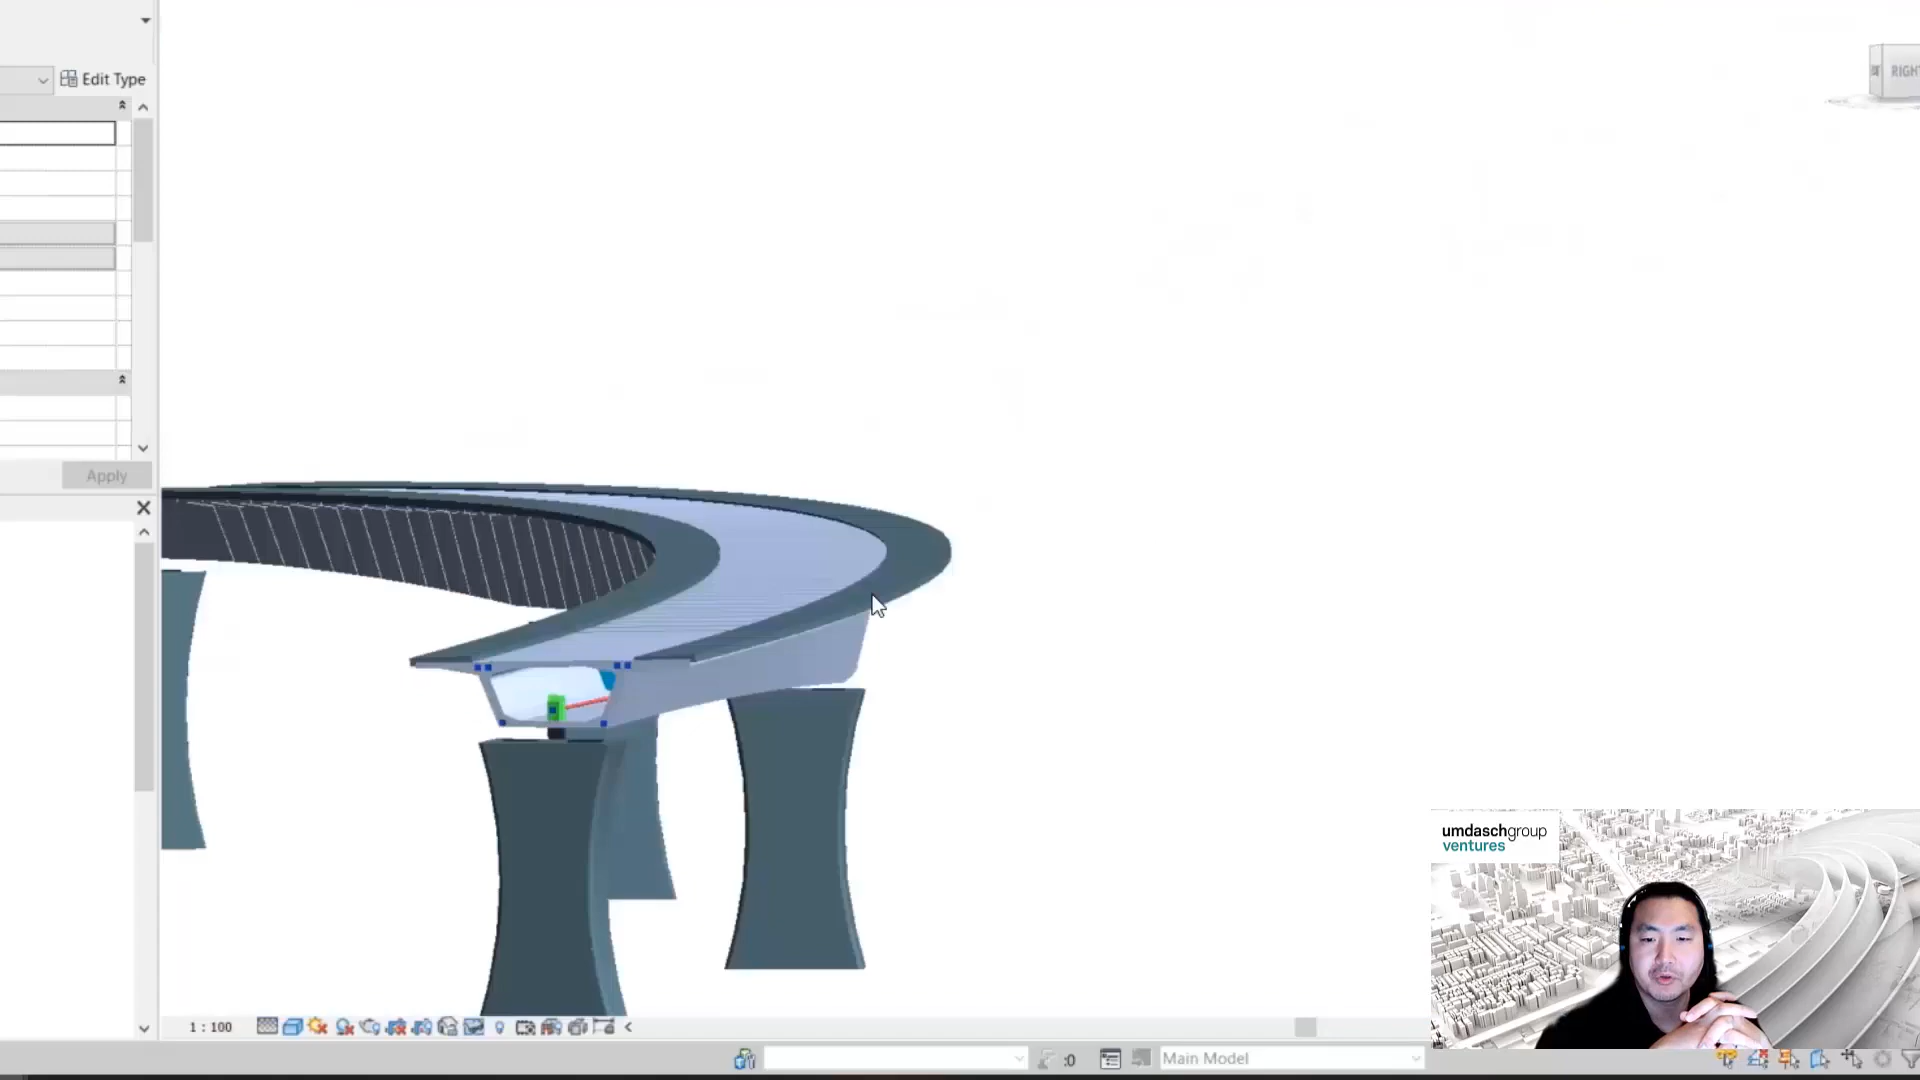 Edit Type
RIGHT
Apply
umdaschgroup
ventures
1 : 100
:0
Main Model